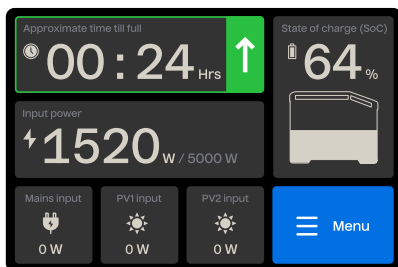 Approximate time till full
00 : 24 Hrs
State of charge (SoC)
64 %
Input power
1520 W / 5000 W
Mains input
0 W
PV1 input
0 W
PV2 input
0 W
Menu